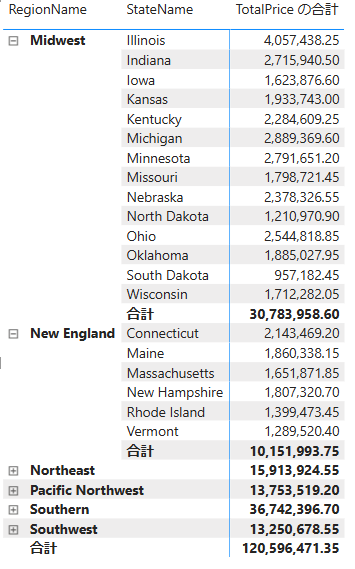 RegionName StateName TotalPrice の合計
Midwest Illinois 4,057,438.25
Indiana 2,715,940.50
Iowa 1,623,876.60
Kansas 1,933,743.00
Kentucky 2,284,609.25
Michigan 2,889,369.60
Minnesota 2,791,651.20
Missouri 1,798,721.45
Nebraska 2,378,326.55
North Dakota 1,210,970.90
Ohio 2,544,818.85
Oklahoma 1,885,027.95
South Dakota 957,182.45
Wisconsin 1,712,282.05
合計 30,783,958.60
New England Connecticut 2,143,469.20
Maine 1,860,338.15
Massachusetts 1,651,871.85
New Hampshire 1,807,320.70
Rhode Island 1,399,473.45
Vermont 1,289,520.40
合計 10,151,993.75
Northeast 15,913,924.55
Pacific Northwest 13,753,519.20
Southern 36,742,396.70
Southwest 13,250,678.55
合計 120,596,471.35